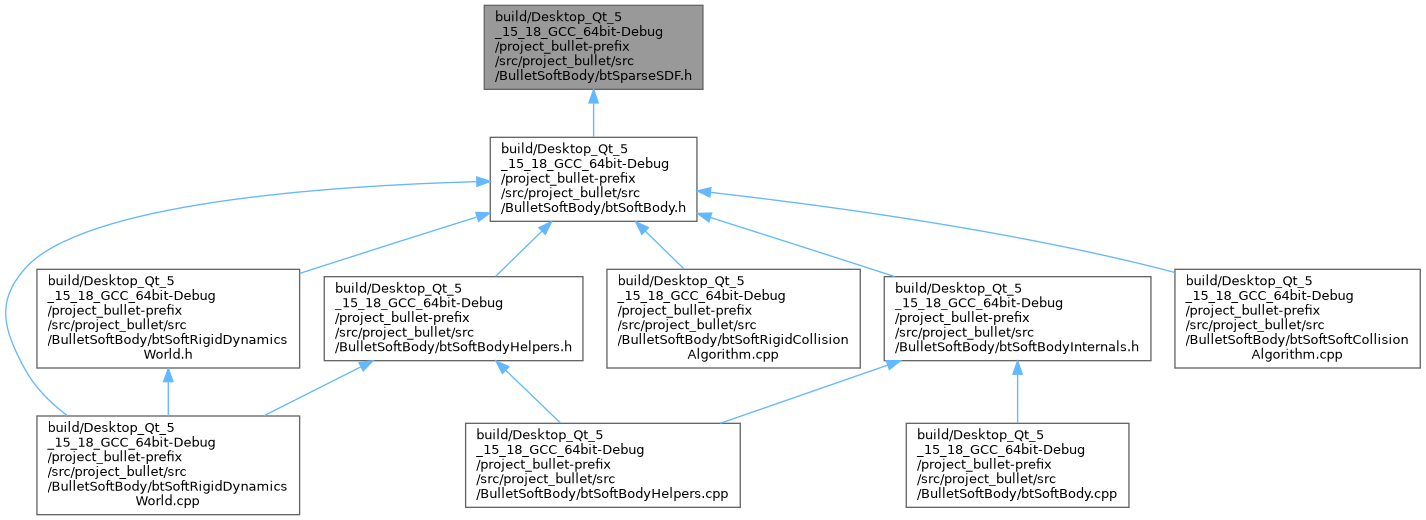 build/Desktop_Qt_5
_15_18_GCC_64bit-Debug
/project_bullet-prefix
/src/project_bullet/src
/BulletSoftBody/btSparseSDF.h
build/Desktop_Qt_5
_15_18_GCC_64bit-Debug
/project_bullet-prefix
/src/project_bullet/src
/BulletSoftBody/btSoftBody.h
build/Desktop_Qt_5
_15_18_GCC_64bit-Debug
/project_bullet-prefix
/src/project_bullet/src
/BulletSoftBody/btSoftRigidDynamics
World.h
build/Desktop_Qt_5
_15_18_GCC_64bit-Debug
/project_bullet-prefix
/src/project_bullet/src
/BulletSoftBody/btSoftBodyHelpers.h
build/Desktop_Qt_5
_15_18_GCC_64bit-Debug
/project_bullet-prefix
/src/project_bullet/src
/BulletSoftBody/btSoftRigidCollision
Algorithm.cpp
build/Desktop_Qt_5
_15_18_GCC_64bit-Debug
/project_bullet-prefix
/src/project_bullet/src
/BulletSoftBody/btSoftBodyInternals.h
build/Desktop_Qt_5
_15_18_GCC_64bit-Debug
/project_bullet-prefix
/src/project_bullet/src
/BulletSoftBody/btSoftSoftCollision
Algorithm.cpp
build/Desktop_Qt_5
_15_18_GCC_64bit-Debug
/project_bullet-prefix
/src/project_bullet/src
/BulletSoftBody/btSoftRigidDynamics
World.cpp
build/Desktop_Qt_5
_15_18_GCC_64bit-Debug
/project_bullet-prefix
/src/project_bullet/src
/BulletSoftBody/btSoftBodyHelpers.cpp
build/Desktop_Qt_5
_15_18_GCC_64bit-Debug
/project_bullet-prefix
/src/project_bullet/src
/BulletSoftBody/btSoftBody.cpp